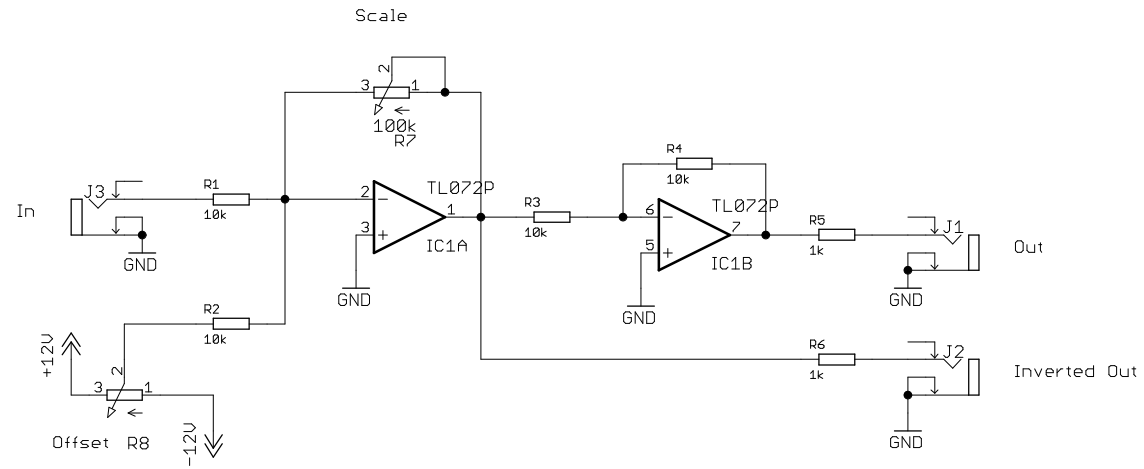 Scale
2
3
1
100k
R7
In
J3
GND
R1
10k
2
3
TL072P
1
IC1A
GND
R3
10k
R4
10k
6
5
TL072P
7
IC1B
GND
R5
1k
J1
GND
Out
R2
10k
+12V
2
3
1
-12V
Offset R8
R6
1k
J2
GND
Inverted Out